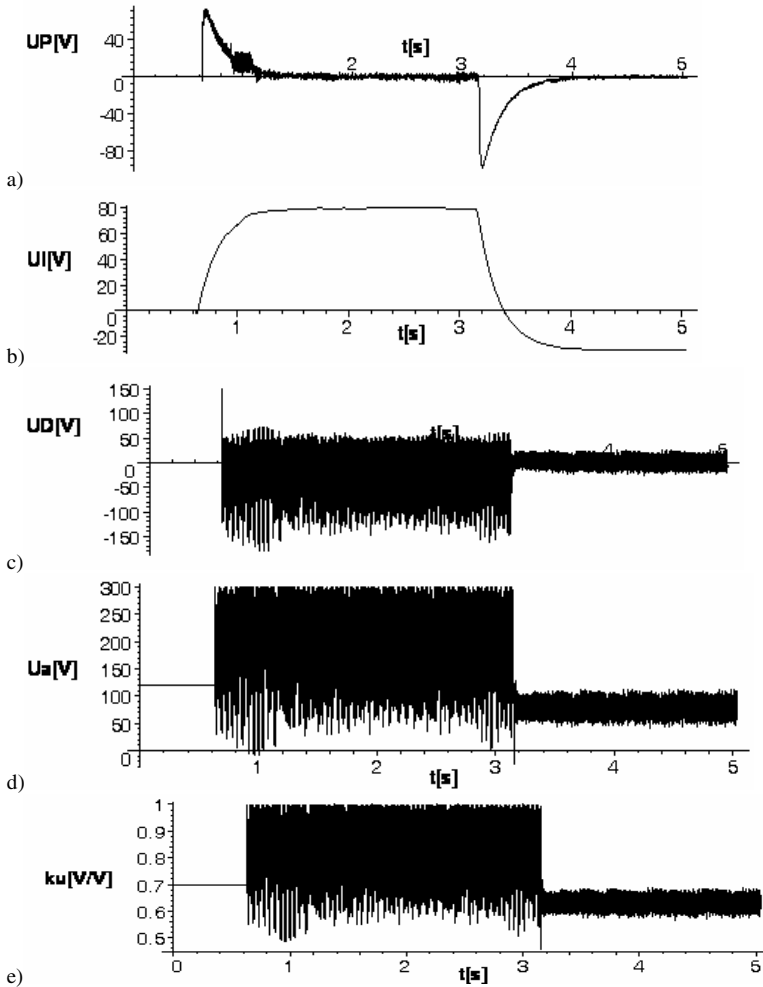 40
UP[V]
t[s]
2 3 4 5
0
-40
-80
a)
80
60
UI[V]
40
20
0
1 2 3 4 5
-20
t[s]
b)
150
100
UD[V]
50
t[s]
4 5
0
-50
-100
-150
c)
300
250
200
Ua[V]
150
100
50
0
1 2 3 4 5
t[s]
d)
1
0.9
0.8
ku[V/V]
0.7
0.6
0.5
0 1 2 3 4 5
t[s]
e)